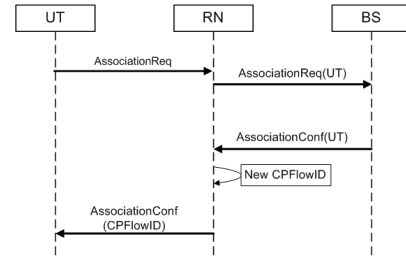 UT
RN
BS
AssociationReq
AssociationReq(UT)
AssociationConf(UT)
New CPFlowID
AssociationConf
(CPFlowID)